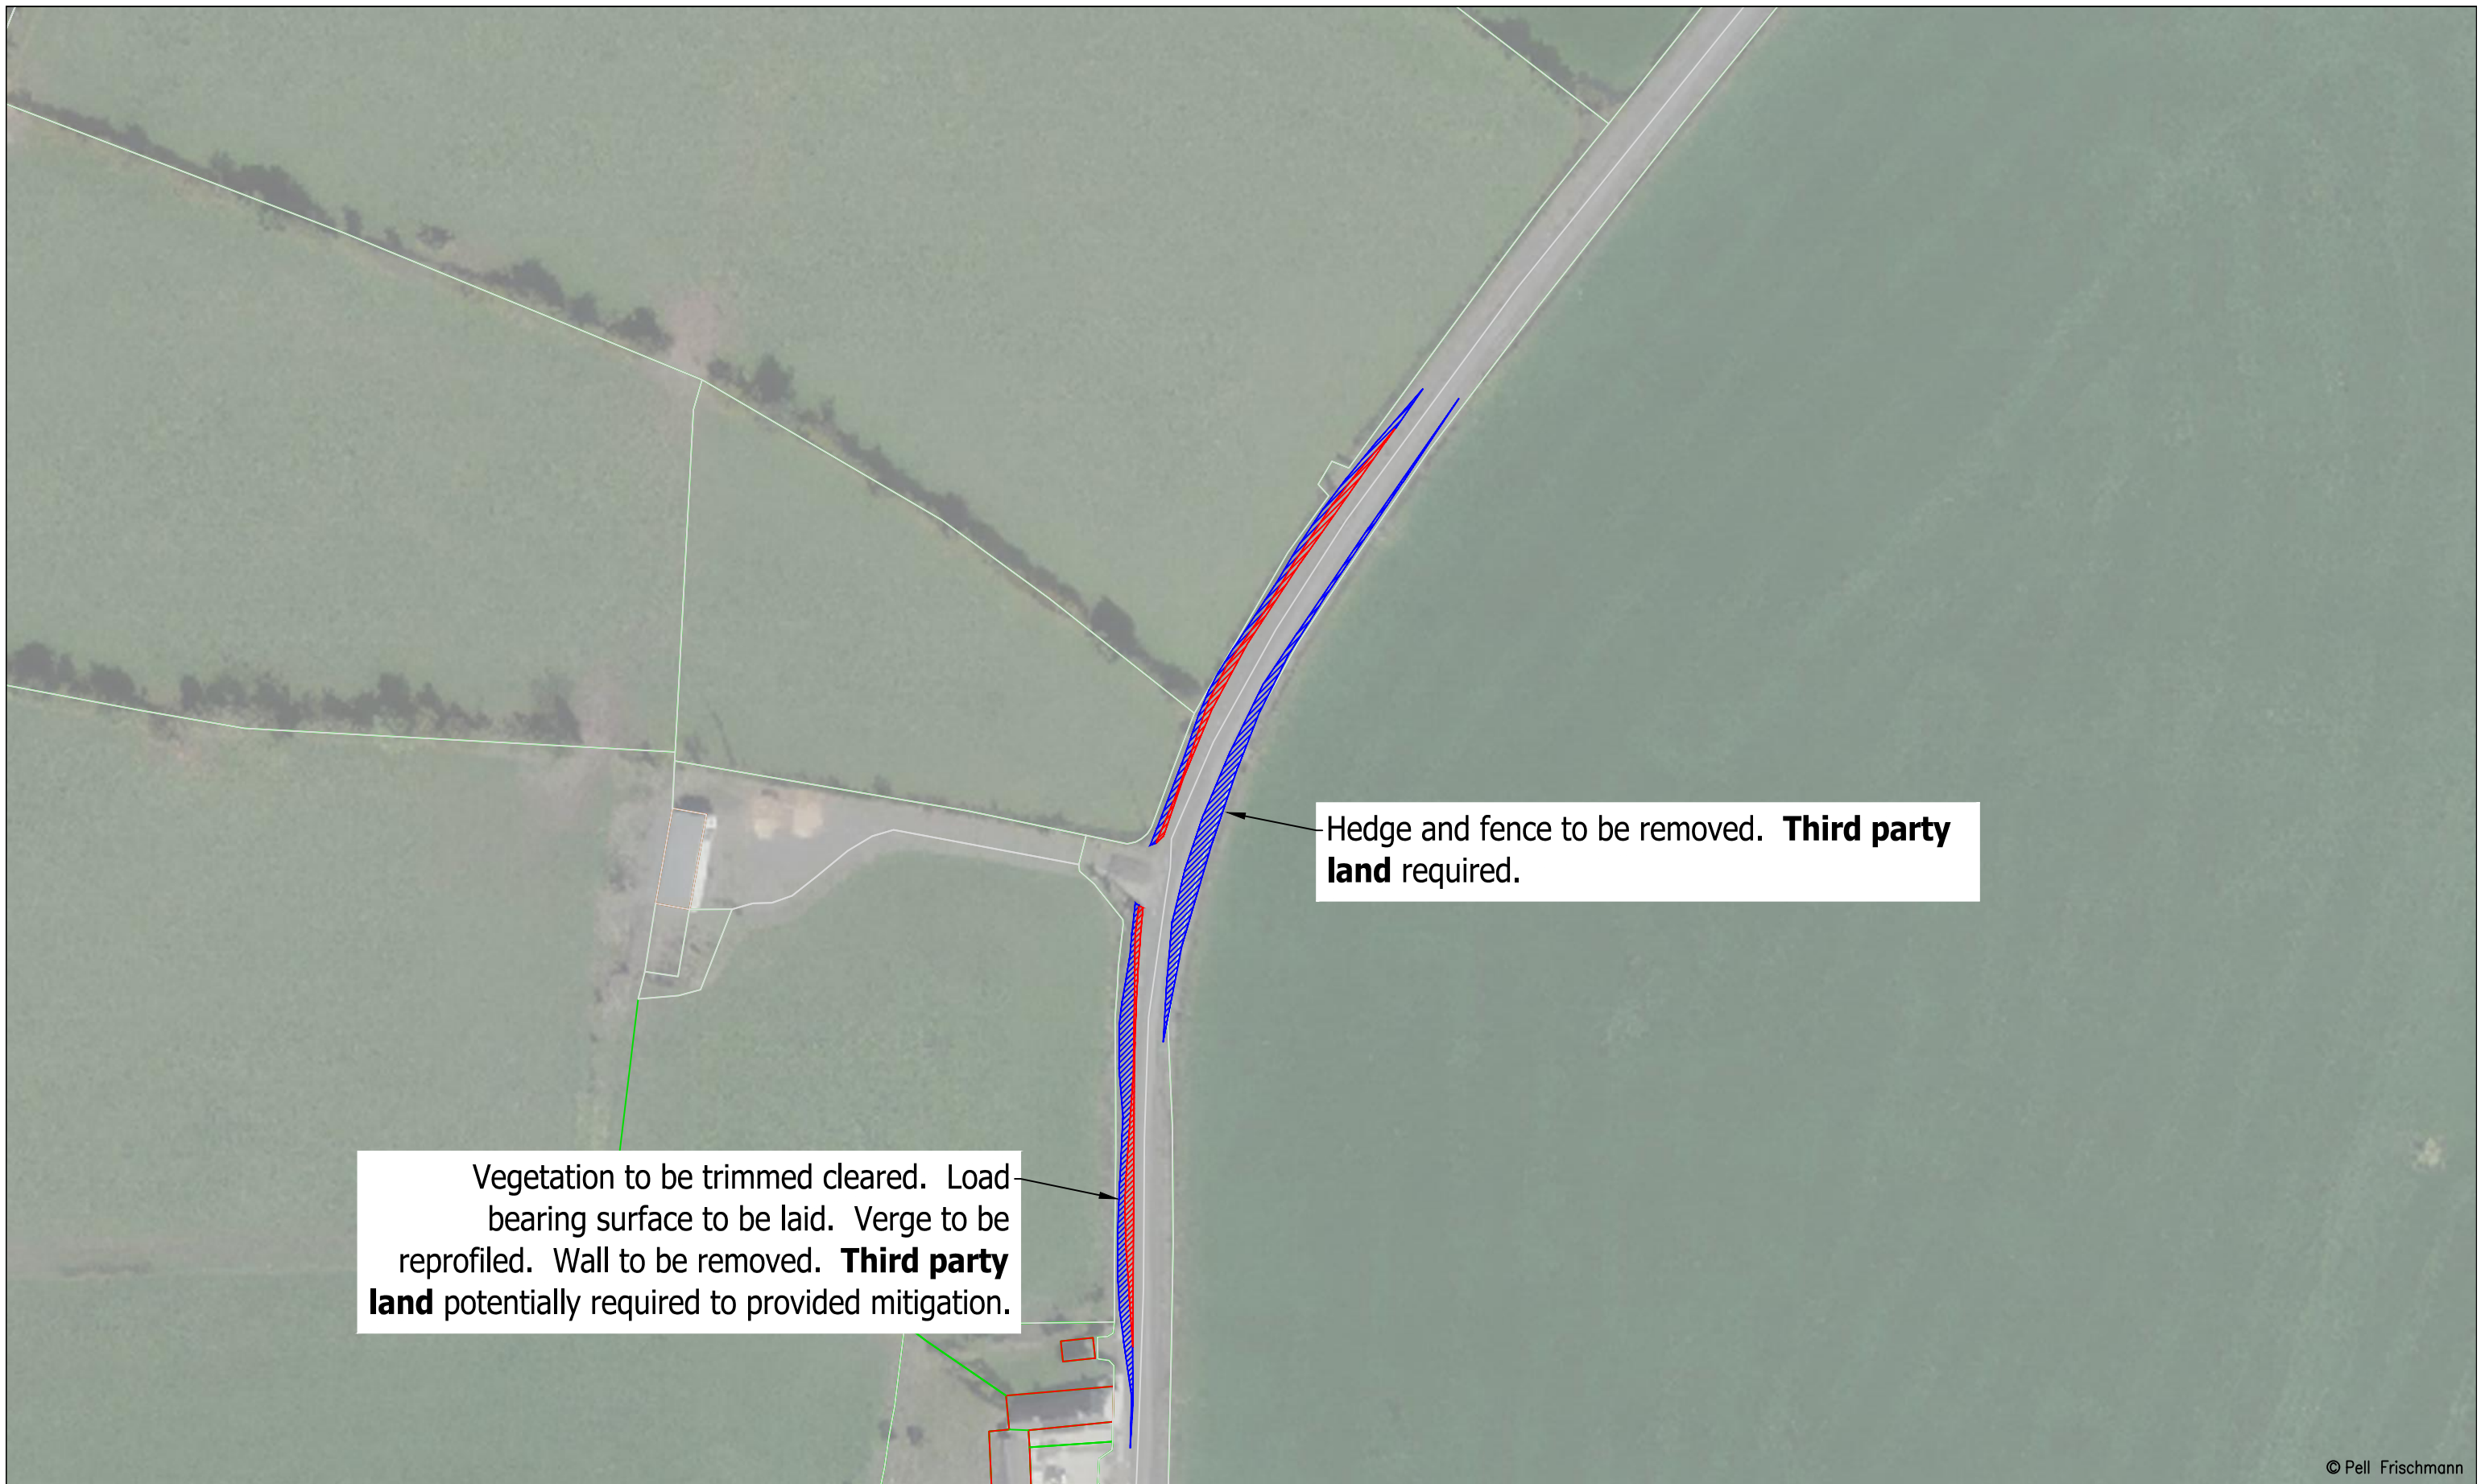 Hedge and fence to be removed.  Third party
land required.
Vegetation to be trimmed cleared.  Load
bearing surface to be laid.  Verge to be
reprofiled.  Wall to be removed.  Third party
land potentially required to provided mitigation.
© Pell Frischmann